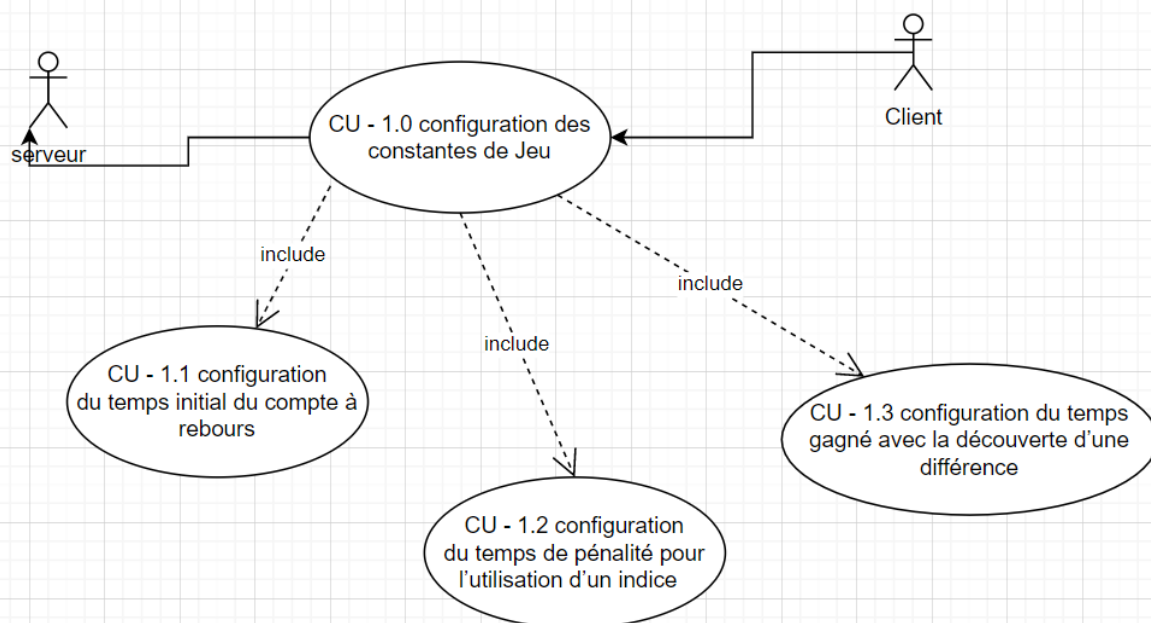 serveur
CU - 1.0 configuration des
constantes de Jeu
Client
include
include
include
CU - 1.1 configuration
du temps initial du compte à
rebours
CU - 1.2 configuration
du temps de pénalité pour
l'utilisation d'un indice
CU - 1.3 configuration du temps
gagné avec la découverte d'une
différence